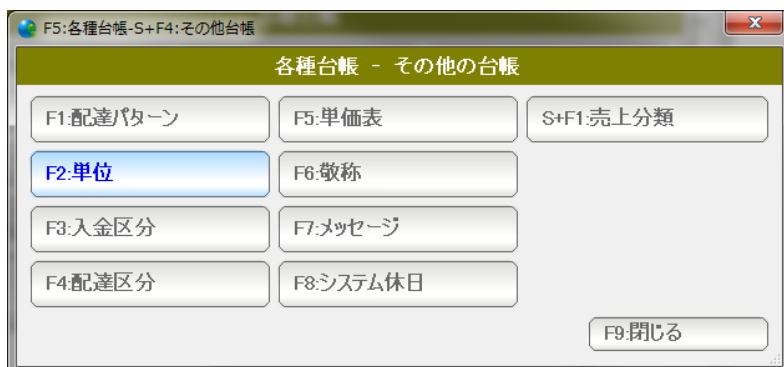 F5:各種台帳-S+F4:その他台帳
各種台帳 - その他の台帳
F1:配達パターン
F5:単価表
S+F1:売上分類
F2:単位
F6:敬称
F3:入金区分
F7:メッセージ
F4:配達区分
F8:システム休日
F9:閉じる